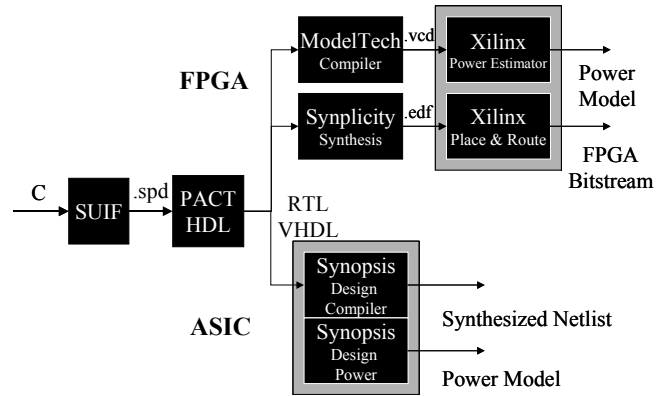 ModelTech
Compiler
.vcd
Xilinx
Power Estimator
Power
Model
FPGA
Synplicity
Synthesis
.edf
Xilinx
Place & Route
FPGA
Bitstream
C
SUIF
.spd
PACT
HDL
RTL
VHDL
ASIC
Synopsis
Design
Compiler
Synthesized Netlist
Synopsis
Design
Power
Power Model